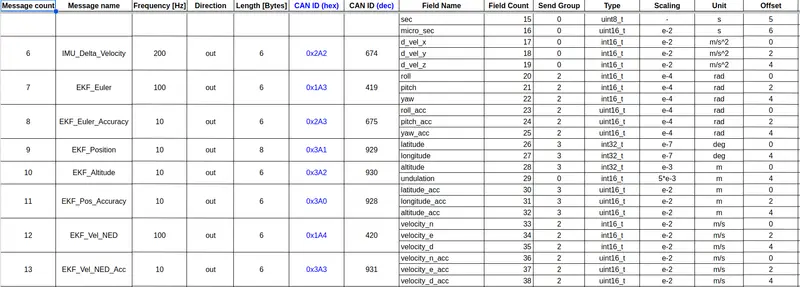 Message count Message name Frequency [Hz] Direction Length [Bytes] CAN ID (hex) CAN ID (dec) Field Name Field Count Send Group Type Scaling Unit Offset
sec 15 0 uint8_t - s 5
micro_sec 16 0 uint16_t e-2 s 6
6 IMU_Delta_Velocity 200 out 6 0x2A2 674 d_vel_x 17 0 int16_t e-2 m/s^2 0
d_vel_y 18 0 int16_t e-2 m/s^2 2
d_vel_z 19 0 int16_t e-2 m/s^2 4
7 EKF_Euler 100 out 6 0x1A3 419 roll 20 2 int16_t e-4 rad 0
pitch 21 2 int16_t e-4 rad 2
yaw 22 2 int16_t e-4 rad 4
8 EKF_Euler_Accuracy 10 out 6 0x2A3 675 roll_acc 23 2 uint16_t e-4 rad 0
pitch_acc 24 2 uint16_t e-4 rad 2
yaw_acc 25 2 uint16_t e-4 rad 4
9 EKF_Position 10 out 8 0x3A1 929 latitude 26 3 int32_t e-7 deg 0
longitude 27 3 int32_t e-7 deg 4
10 EKF_Altitude 10 out 6 0x3A2 930 altitude 28 3 int32_t e-3 m 0
undulation 29 0 int16_t 5*e-3 m 4
11 EKF_Pos_Accuracy 10 out 6 0x3A0 928 latitude_acc 30 3 uint16_t e-2 m 0
longitude_acc 31 3 uint16_t e-2 m 2
altitude_acc 32 3 uint16_t e-2 m 4
12 EKF_Vel_NED 100 out 6 0x1A4 420 velocity_n 33 2 int16_t e-2 m/s 0
velocity_e 34 2 int16_t e-2 m/s 2
velocity_d 35 2 int16_t e-2 m/s 4
13 EKF_Vel_NED_Acc 10 out 6 0x3A3 931 velocity_n_acc 36 2 uint16_t e-2 m/s 0
velocity_e_acc 37 2 uint16_t e-2 m/s 2
velocity_d_acc 38 2 uint16_t e-2 m/s 4